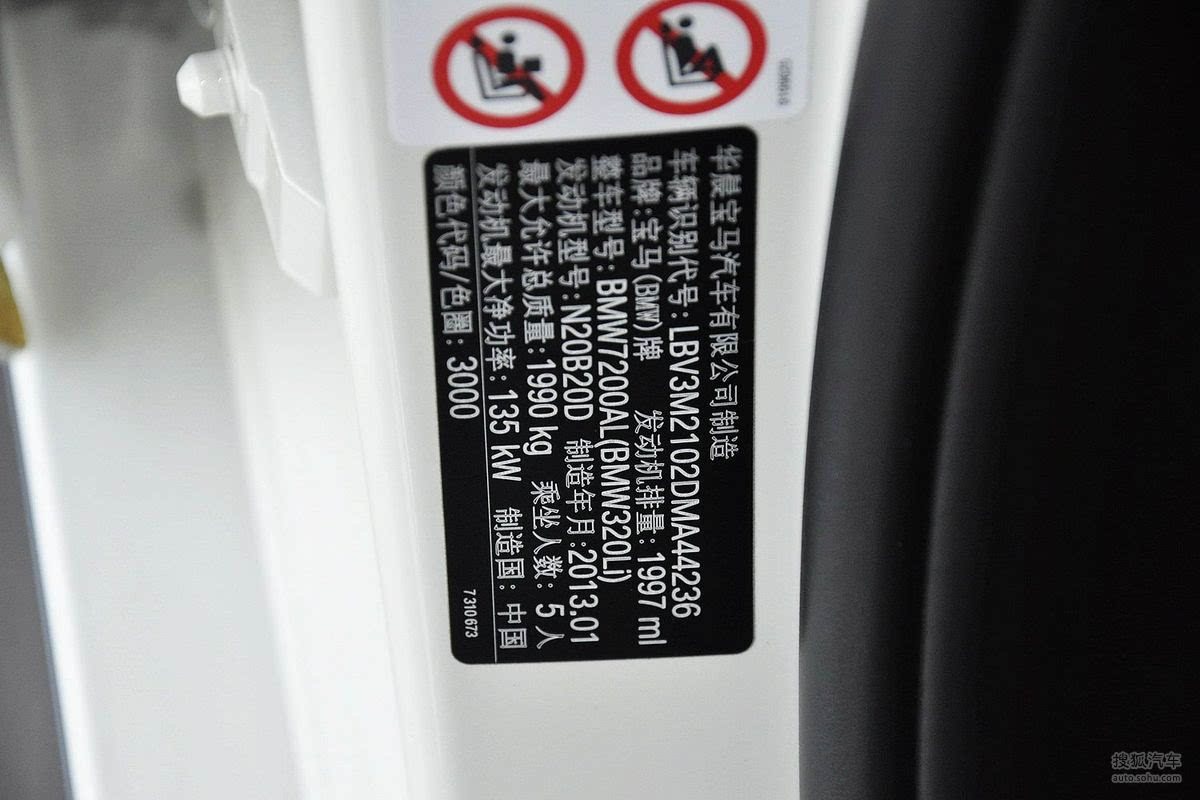 华晨宝马汽车有限公司制造
车辆识别代号: LBV3M2102DMA44236
品牌:宝马(BMW)牌 发动机排量: 1997 ml
整车型号: BMW7200AL(BMW320Li)
发动机型号:N20B20D 制造年月:2013.01
最大允许总质量:1990 kg 乘坐人数: 5人
发动机最大净功率: 135 kW 制造国: 中国
颜色代码/色圈: 3000
7310673
搜狐汽车
auto.sohu.com